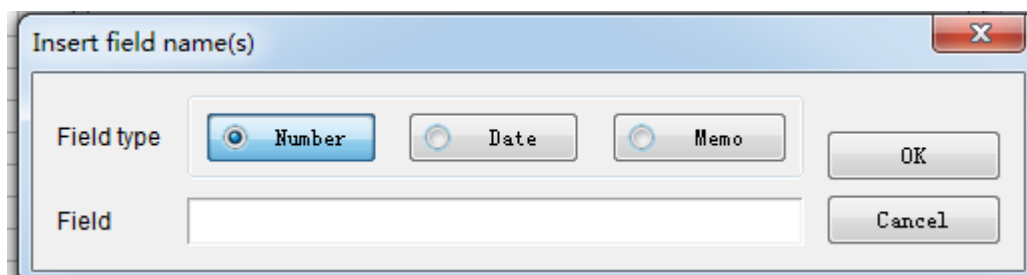 Insert field name(s)
Field type Number Date Memo
OK
Field
Cancel